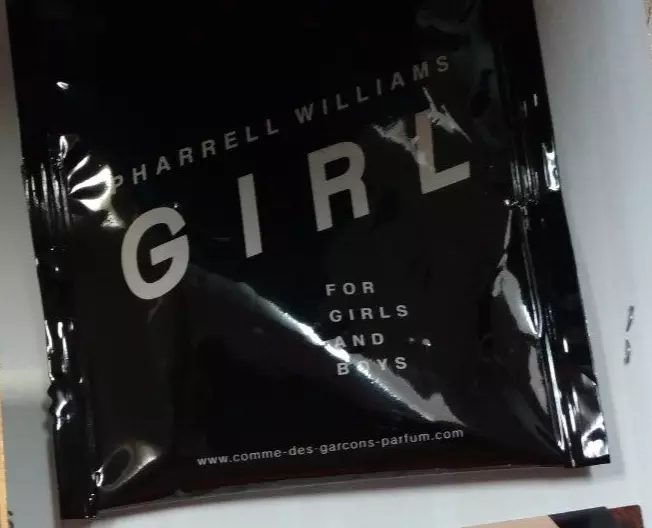 PHARRELL WILLIAMS
GIRL
FOR
GIRLS
AND
BOYS
www.comme-des-garcons-parfum.com